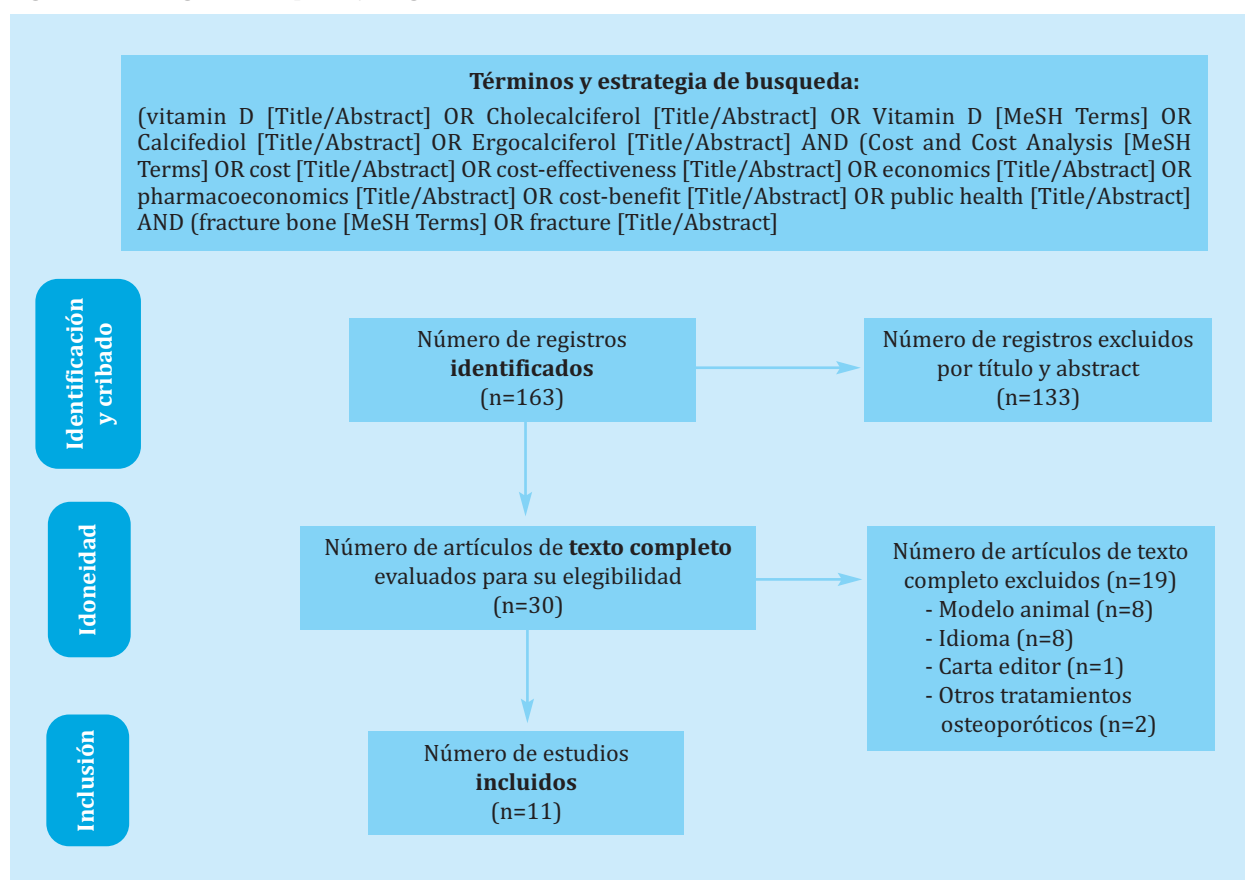 Términos y estrategia de busqueda:
(vitamin D [Title/Abstract] OR Cholecalciferol [Title/Abstract] OR Vitamin D [MeSH Terms] OR
Calcifediol [Title/Abstract] OR Ergocalciferol [Title/Abstract] AND (Cost and Cost Analysis [MeSH
Terms] OR cost [Title/Abstract] OR cost-effectiveness [Title/Abstract] OR economics [Title/Abstract] OR
pharmacoeconomics [Title/Abstract] OR cost-benefit [Title/Abstract] OR public health [Title/Abstract]
AND (fracture bone [MeSH Terms] OR fracture [Title/Abstract]
Identificación
y cribado
Número de registros
identificados
(n=163)
Número de registros excluidos
por título y abstract
(n=133)
Idoneidad
Número de artículos de texto completo
evaluados para su elegibilidad
(n=30)
Número de artículos de texto
completo excluidos (n=19)
- Modelo animal (n=8)
- Idioma (n=8)
- Carta editor (n=1)
- Otros tratamientos
osteoporóticos (n=2)
Inclusión
Número de estudios
incluidos
(n=11)